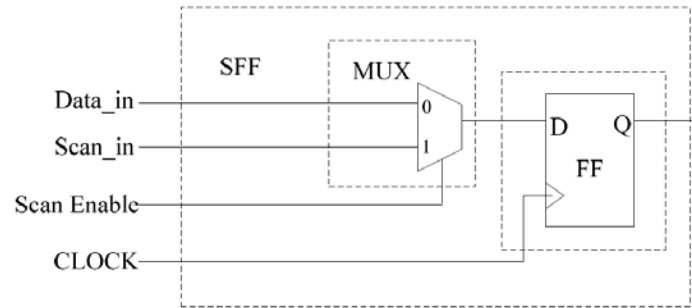 SFF
MUX
Data_in
0
Scan_in
1
D
Q
FF
Scan Enable
CLOCK